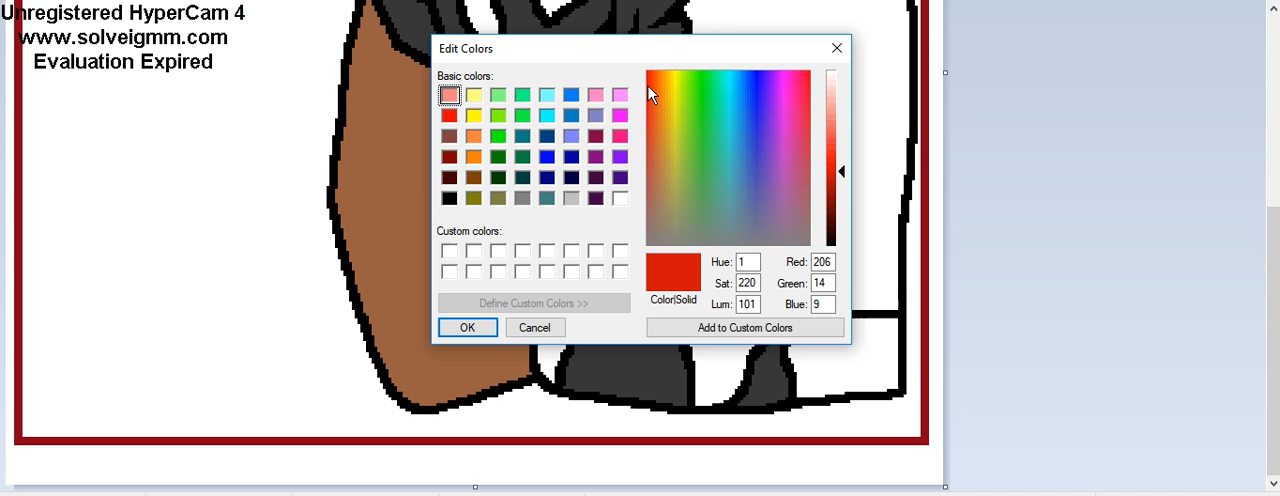 Unregistered HyperCam 4
www.solveigmm.com
Evaluation Expired
Edit Colors
Basic colors:
Custom colors:
Define Custom Colors >>
OK
Cancel
Color|Solid
Hue: 1
Sat: 220
Lum: 101
Red: 206
Green: 14
Blue: 9
Add to Custom Colors